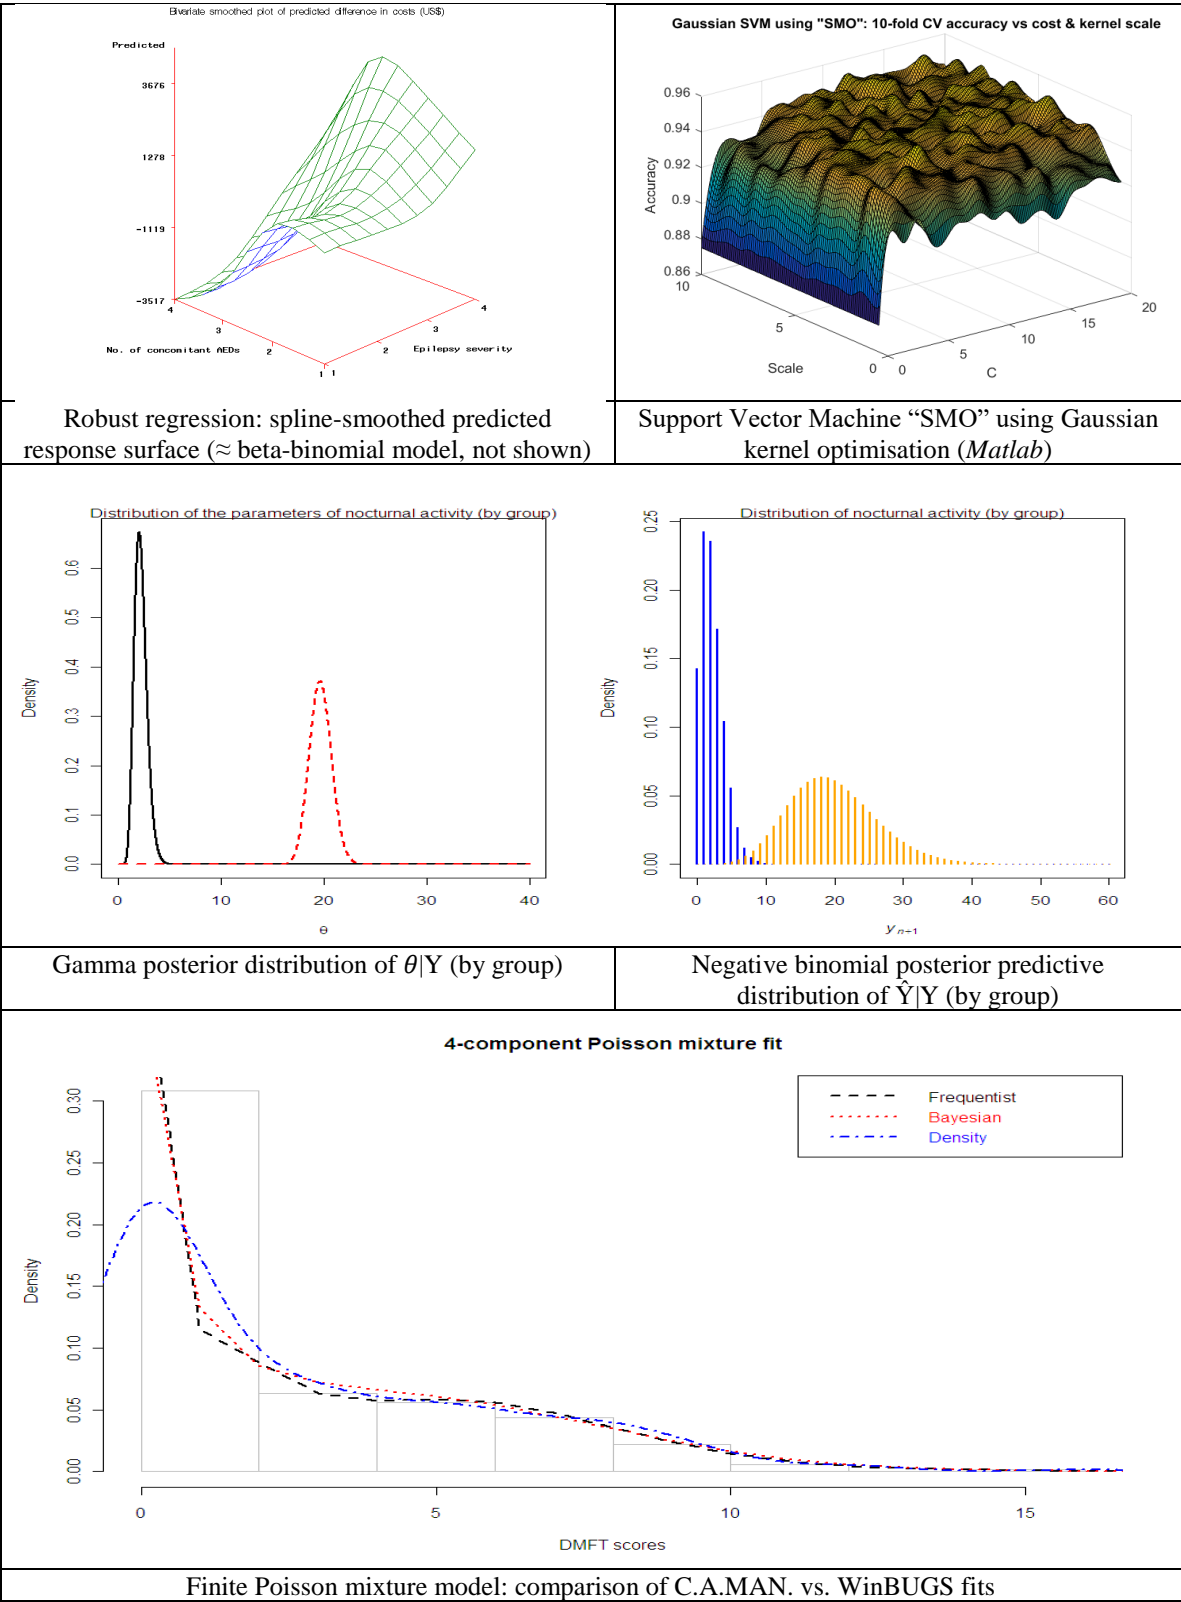 Bivariate smoothed plot of predicted difference in costs (US$)
Predicted
3676
1278
-1119
-3517
4
3
2
1
No. of concomitant AEDs
1
2
3
4
Epilepsy severity
Gaussian SVM using "SMO": 10-fold CV accuracy vs cost & kernel scale
0.96
0.94
0.92
0.9
0.88
0.86
Accuracy
10
5
0
Scale
0
5
10
15
20
C
Robust regression: spline-smoothed predicted
response surface (≈ beta-binomial model, not shown)
Support Vector Machine “SMO” using Gaussian
kernel optimisation (Matlab)
Distribution of the parameters of nocturnal activity (by group)
Density
0.0 0.1 0.2 0.3 0.4 0.5 0.6
0 10 20 30 40
θ
Distribution of nocturnal activity (by group)
Density
0.00 0.05 0.10 0.15 0.20 0.25
0 10 20 30 40 50 60
y n+1
Gamma posterior distribution of θ|Y (by group)
Negative binomial posterior predictive
distribution of Ŷ|Y (by group)
4-component Poisson mixture fit
Frequentist
Bayesian
Density
Density
0.00 0.05 0.10 0.15 0.20 0.25 0.30
0 5 10 15
DMFT scores
Finite Poisson mixture model: comparison of C.A.MAN. vs. WinBUGS fits